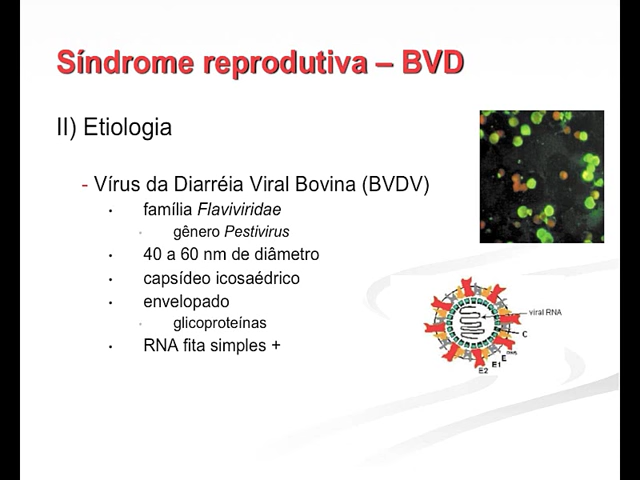 Síndrome reprodutiva – BVD
II) Etiologia
- Vírus da Diarréia Viral Bovina (BVDV)
• família Flaviviridae
• gênero Pestivirus
• 40 a 60 nm de diâmetro
• capsídeo icosaédrico
• envelopado
• glicoproteínas
• RNA fita simples +
viral RNA
C
E
E1
E2